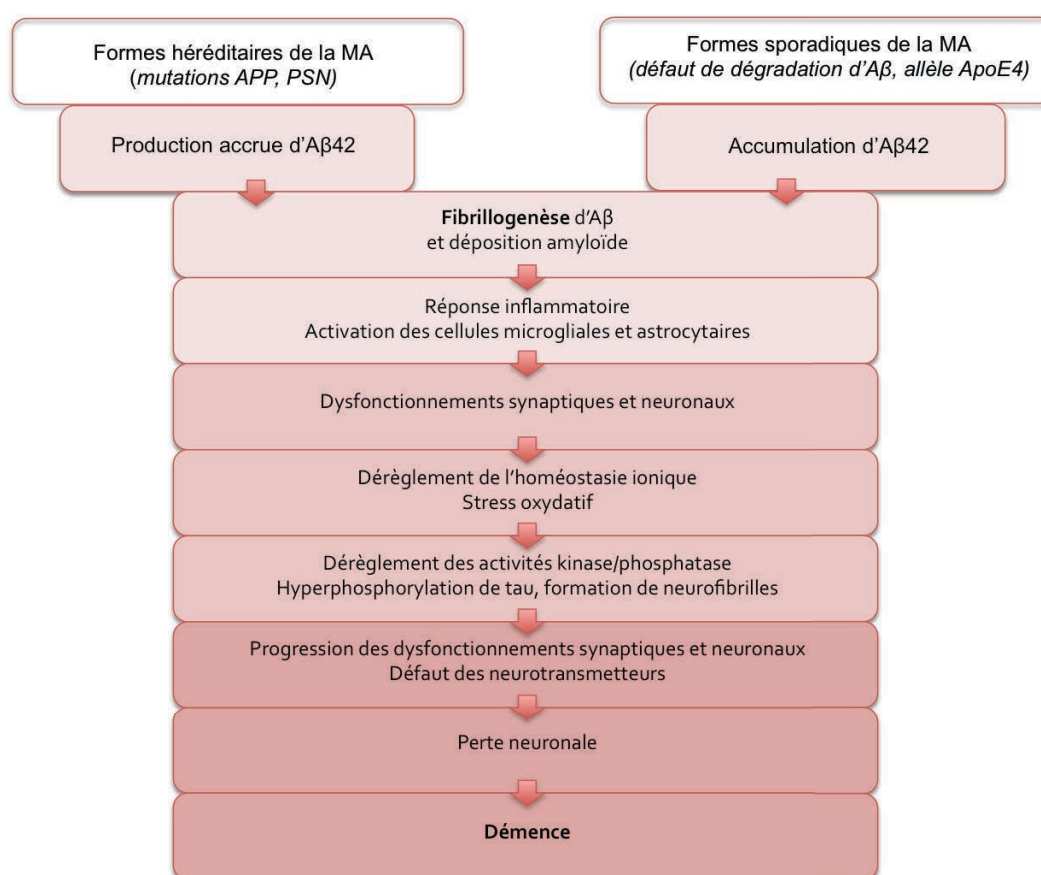 Formes héréditaires de la MA
(mutations APP, PSN)
Formes sporadiques de la MA
(défaut de dégradation d'Aβ, allèle ApoE4)
Production accrue d'Aβ42
Accumulation d'Aβ42
Fibrillogenèse d'Aβ
et déposition amyloïde
Réponse inflammatoire
Activation des cellules microgliales et astrocytaires
Dysfonctionnements synaptiques et neuronaux
Dérèglement de l'homéostasie ionique
Stress oxydatif
Dérèglement des activités kinase/phosphatase
Hyperphosphorylation de tau, formation de neurofibrilles
Progression des dysfonctionnements synaptiques et neuronaux
Défaut des neurotransmetteurs
Perte neuronale
Démence